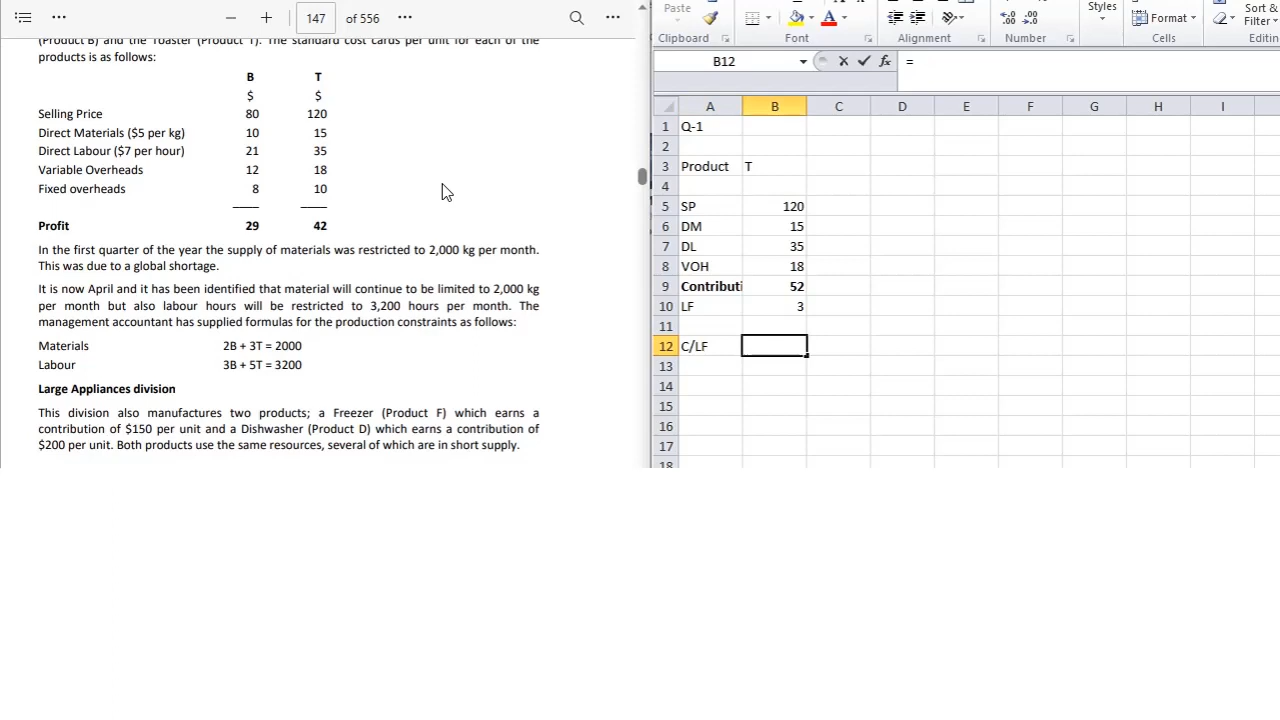 147 of 556
(Product B) and the Toaster (Product T). The standard cost cards per unit for each of the
products is as follows:
B T
$ $
Selling Price 80 120
Direct Materials ($5 per kg) 10 15
Direct Labour ($7 per hour) 21 35
Variable Overheads 12 18
Fixed overheads 8 10
Profit 29 42
In the first quarter of the year the supply of materials was restricted to 2,000 kg per month.
This was due to a global shortage.
It is now April and it has been identified that material will continue to be limited to 2,000 kg
per month but also labour hours will be restricted to 3,200 hours per month. The
management accountant has supplied formulas for the production constraints as follows:
Materials 2B + 3T = 2000
Labour 3B + 5T = 3200
Large Appliances division
This division also manufactures two products; a Freezer (Product F) which earns a
contribution of $150 per unit and a Dishwasher (Product D) which earns a contribution of
$200 per unit. Both products use the same resources, several of which are in short supply.
Paste Styles Format Sort &
Filter
Clipboard Font Alignment Number Cells Editin
B12 fx =
A B C D E F G H I
1 Q-1
2
3 Product T
4
5 SP 120
6 DM 15
7 DL 35
8 VOH 18
9 Contributi 52
10 LF 3
11
12 C/LF
13
14
15
16
17
18